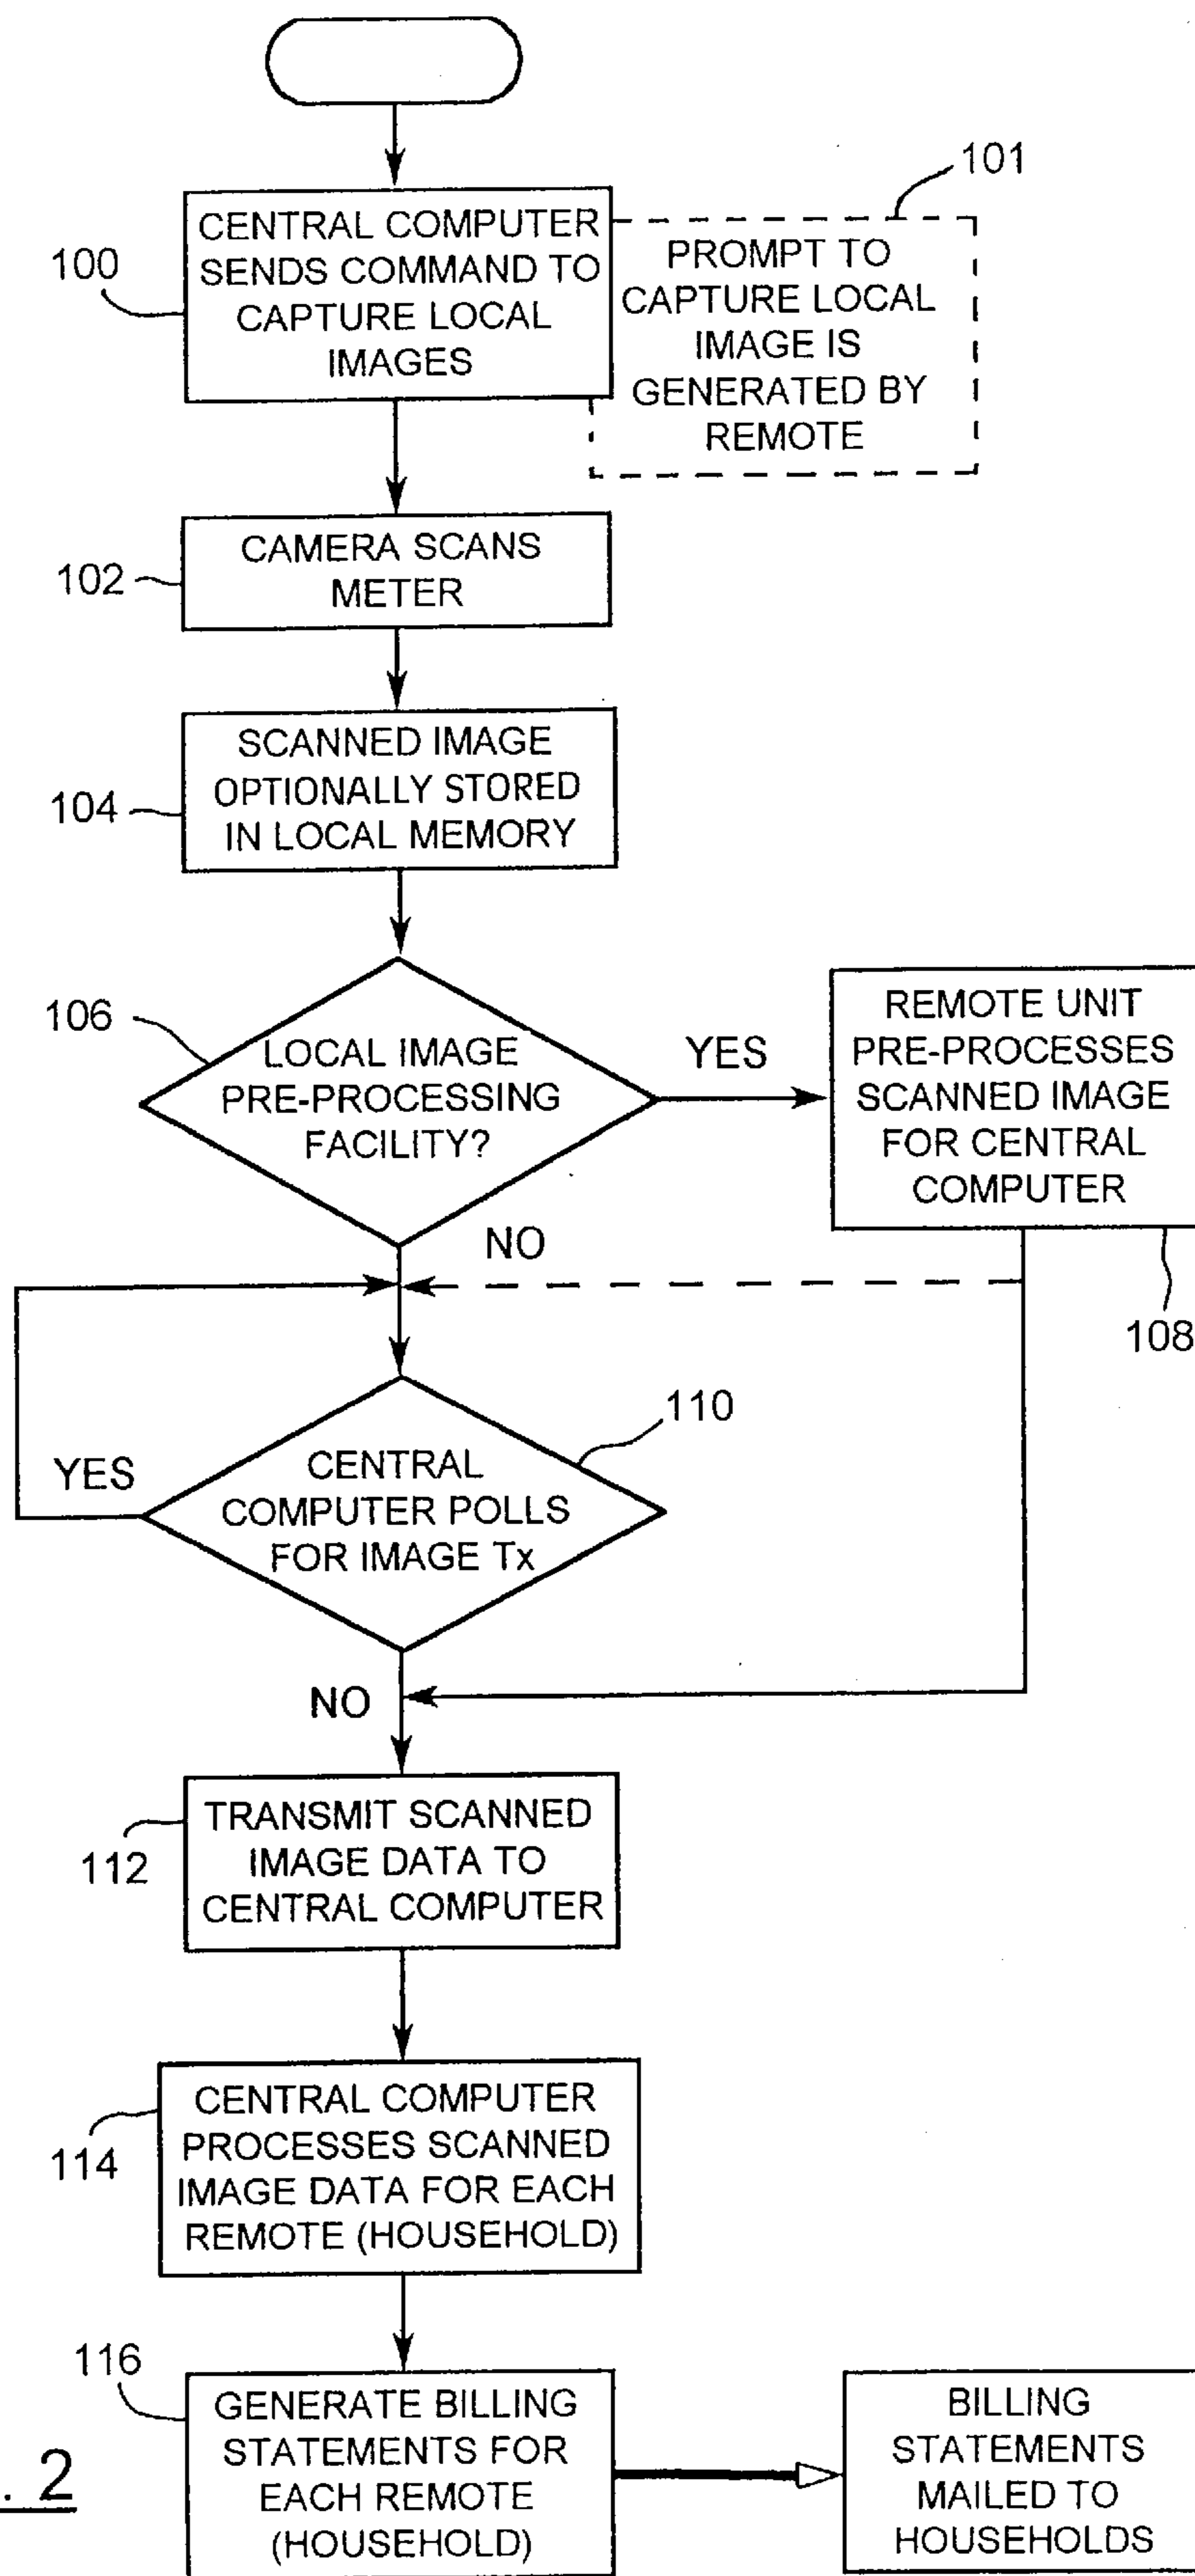 101
100
CENTRAL COMPUTER
SENDS COMMAND TO
CAPTURE LOCAL
IMAGES
PROMPT TO
CAPTURE LOCAL
IMAGE IS
GENERATED BY
REMOTE
102
CAMERA SCANS
METER
104
SCANNED IMAGE
OPTIONALLY STORED
IN LOCAL MEMORY
106
LOCAL IMAGE
PRE-PROCESSING
FACILITY?
YES
REMOTE UNIT
PRE-PROCESSES
SCANNED IMAGE
FOR CENTRAL
COMPUTER
108
NO
110
YES
CENTRAL
COMPUTER POLLS
FOR IMAGE Tx
NO
112
TRANSMIT SCANNED
IMAGE DATA TO
CENTRAL COMPUTER
114
CENTRAL COMPUTER
PROCESSES SCANNED
IMAGE DATA FOR EACH
REMOTE (HOUSEHOLD)
116
GENERATE BILLING
STATEMENTS FOR
EACH REMOTE
(HOUSEHOLD)
BILLING
STATEMENTS
MAILED TO
HOUSEHOLDS
. 2